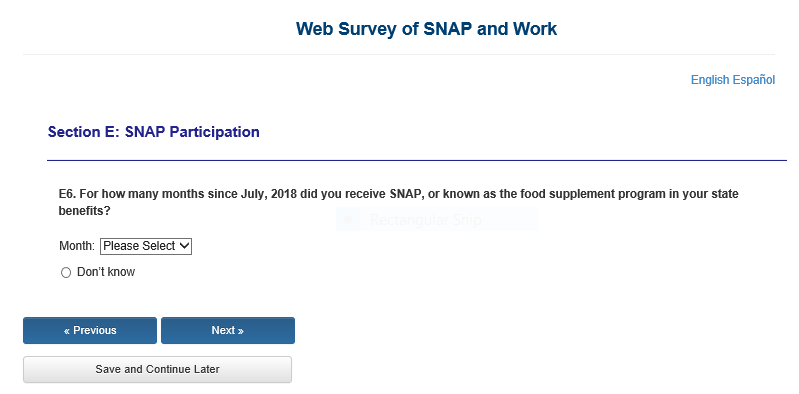 Web Survey of SNAP and Work
English Español
Section E: SNAP Participation
E6. For how many months since July, 2018 did you receive SNAP, or known as the food supplement program in your state
benefits?
Rectangular Snip
Month: Please Select
Don't know
« Previous Next »
Save and Continue Later